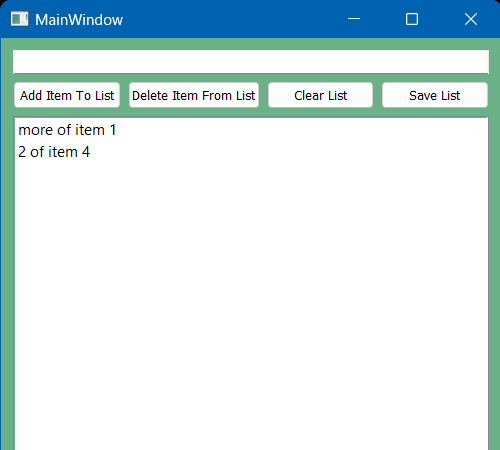 MainWindow
Add Item To List Delete Item From List Clear List Save List
more of item 1
2 of item 4